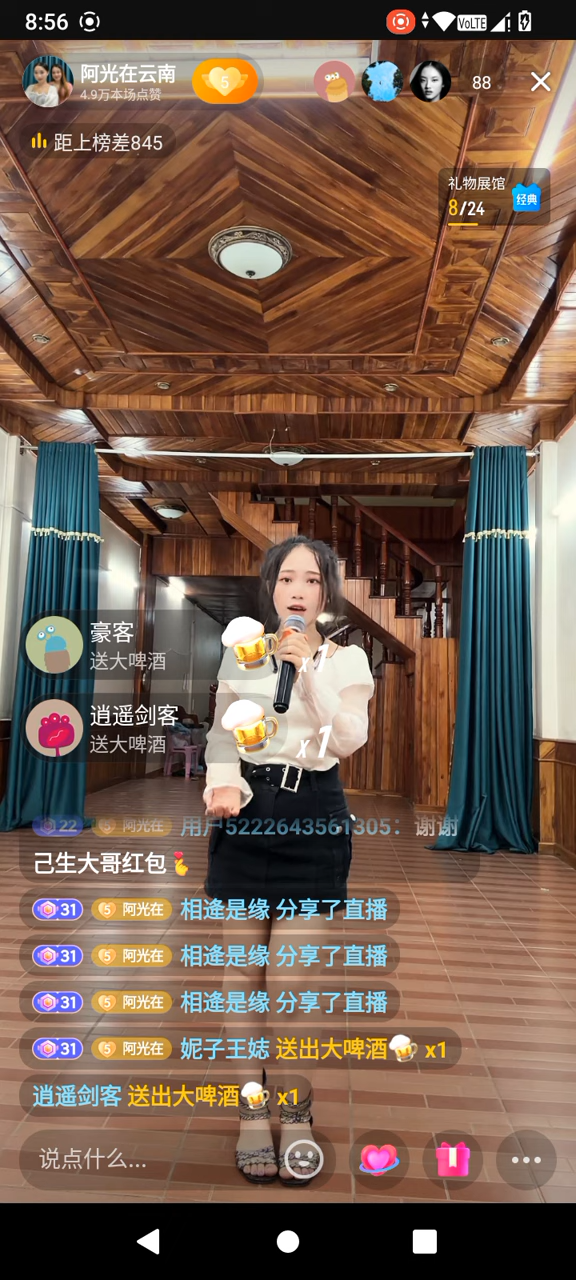 8:56
VoLTE
阿光在云南
4.9万本场点赞
5
88
距上榜差845
礼物展馆
8/24
经典
豪客
送大啤酒
x1
逍遥剑客
送大啤酒
x1
22 阿光在 用户5222643561305：谢谢
己生大哥红包
31 5 阿光在 相逢是缘 分享了直播
31 5 阿光在 相逢是缘 分享了直播
31 5 阿光在 相逢是缘 分享了直播
31 5 阿光在 妮子王娡 送出大啤酒 x1
逍遥剑客 送出大啤酒 x1
说点什么...